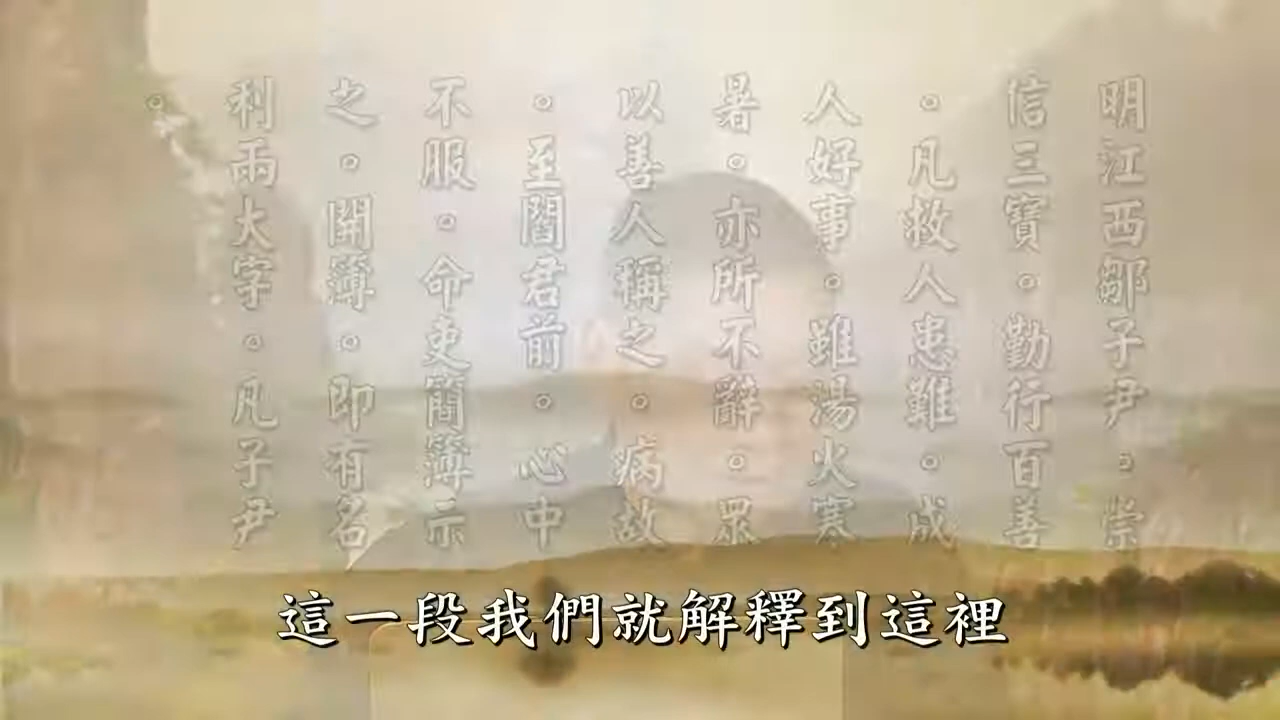 明江西鄒子尹。崇
信三寶。勤行百善
。凡救人患難。成
人好事。雖湯火寒
暑。亦所不辭。眾
以善人稱之。病故
。至閻君前。心中
不服。命吏簡簿示
之。開簿。即有名
利兩大字。凡子尹
。
這一段我們就解釋到這裡